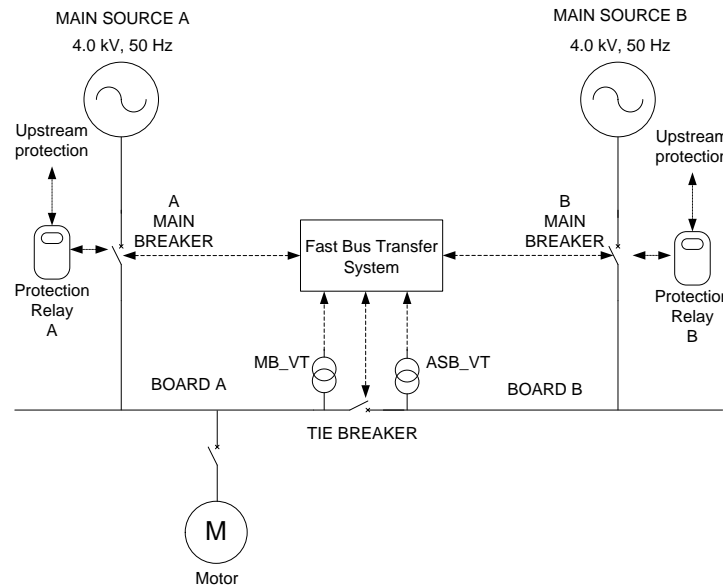 MAIN SOURCE A
4.0 kV, 50 Hz
MAIN SOURCE B
4.0 kV, 50 Hz
Upstream
protection
Upstream
protection
A
MAIN
BREAKER
B
MAIN
BREAKER
Fast Bus Transfer
System
Protection
Relay
A
Protection
Relay
B
MB_VT
ASB_VT
BOARD A
BOARD B
TIE BREAKER
M
Motor